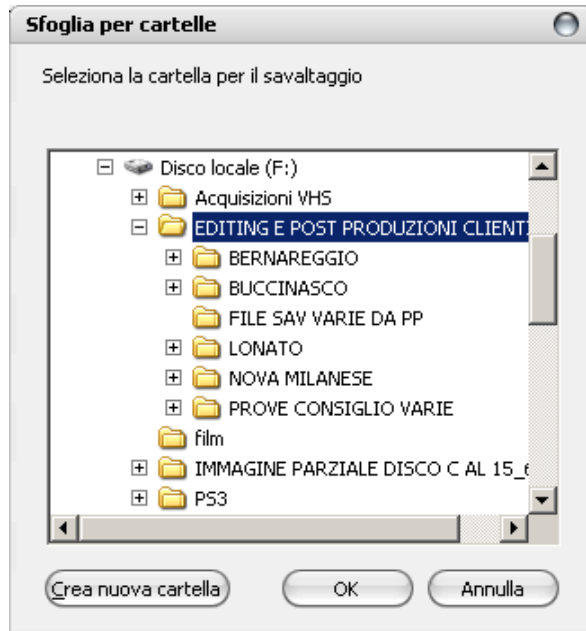 Sfoglia per cartelle
Seleziona la cartella per il savaltaggio
Disco locale (F:)
Acquisizioni VHS
EDITING E POST PRODUZIONI CLIENTI
BERNAREGGIO
BUCCINASCO
FILE SAV VARIE DA PP
LONATO
NOVA MILANESE
PROVE CONSIGLIO VARIE
film
IMMAGINE PARZIALE DISCO C AL 15_6
PS3
Crea nuova cartella OK Annulla